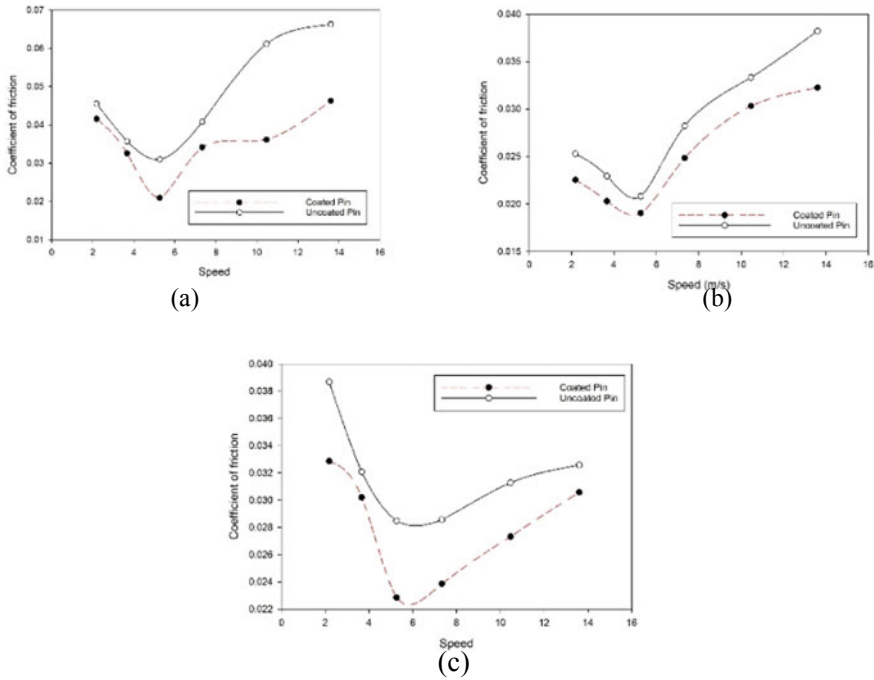 0.07
0.06
0.05
0.04
0.03
0.02
0.01
Coefficient of friction
Coated Pin
Uncoated Pin
0 2 4 6 8 10 12 14 16
Speed
(a)
0.040
0.035
0.030
0.025
0.020
0.015
Coefficient of friction
Coated Pin
Uncoated Pin
0 2 4 6 8 10 12 14 16
Speed (m/s)
(b)
0.040
0.038
0.036
0.034
0.032
0.030
0.028
0.026
0.024
0.022
Coefficient of friction
Coated Pin
Uncoated Pin
0 2 4 6 8 10 12 14 16
Speed
(c)